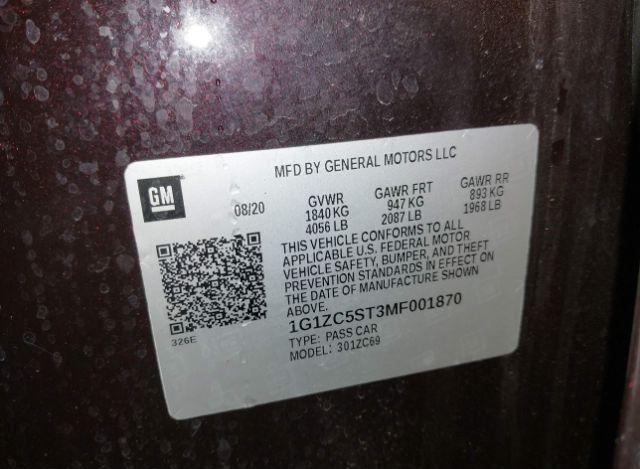 MFD BY GENERAL MOTORS LLC
GM
08/20
GVWR GAWR FRT GAWR RR
1840 KG 947 KG 893 KG
4056 LB 2087 LB 1968 LB
THIS VEHICLE CONFORMS TO ALL
APPLICABLE U.S. FEDERAL MOTOR
VEHICLE SAFETY, BUMPER, AND THEFT
PREVENTION STANDARDS IN EFFECT ON
THE DATE OF MANUFACTURE SHOWN
ABOVE.
1G1ZC5ST3MF001870
326E
TYPE: PASS CAR
MODEL: 301ZC69